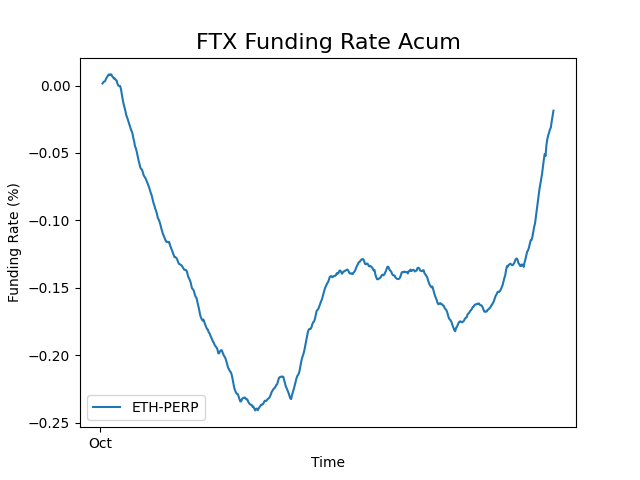 FTX Funding Rate Acum
Funding Rate (%)
0.00
−0.05
−0.10
−0.15
−0.20
−0.25
ETH-PERP
Oct
Time